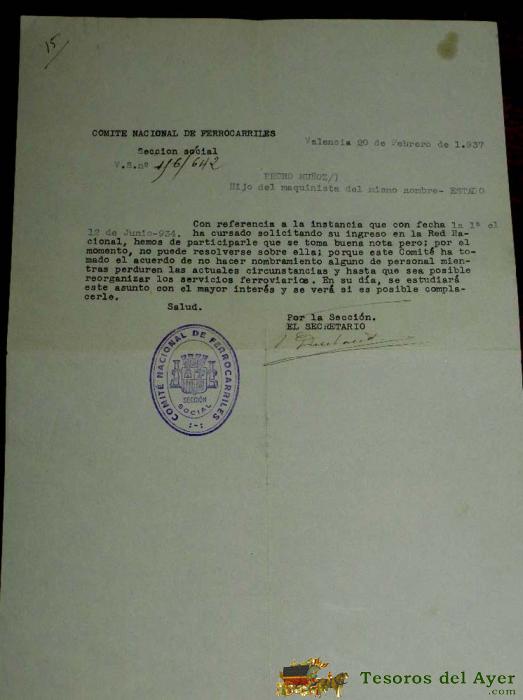 15
COMITE NACIONAL DE FERROCARRILES
Seccion social
V.S.nº 1/6/642
Valencia 20 de Febrero de 1.937
PEDRO MUÑOZ/)
Hijo del maquinista del mismo nombre- ESTADO
Con referencia a la instancia que con fecha la 1ª el
12 de Junio-934. ha cursado solicitando su ingreso en la Red Na-
cional, hemos de participarle que se toma buena nota pero; por el
momento, no puede resolverse sobre ella; porque este Comité ha to-
mado el acuerdo de no hacer nombramiento alguno de personal mien-
tras perduren las actuales circunstancias y hasta que sea posible
reorganizar los servicios ferroviarios. En su día, se estudiará
este asunto con el mayor interés y se verá si es posible compla-
cerle.
Salud.
Por la Sección.
EL SECRETARIO
COMITÉ NACIONAL DE FERROCARRILES
SECCIÓN
SOCIAL
Tesoros del Ayer
.com